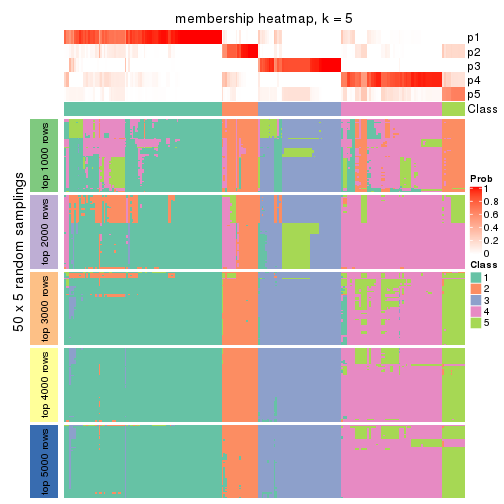 membership heatmap, k = 5
p1
p2
p3
p4
p5
Class
50 x 5 random samplings
top 1000 rows
top 2000 rows
top 3000 rows
top 4000 rows
top 5000 rows
Prob
1
0.8
0.6
0.4
0.2
0
Class
1
2
3
4
5